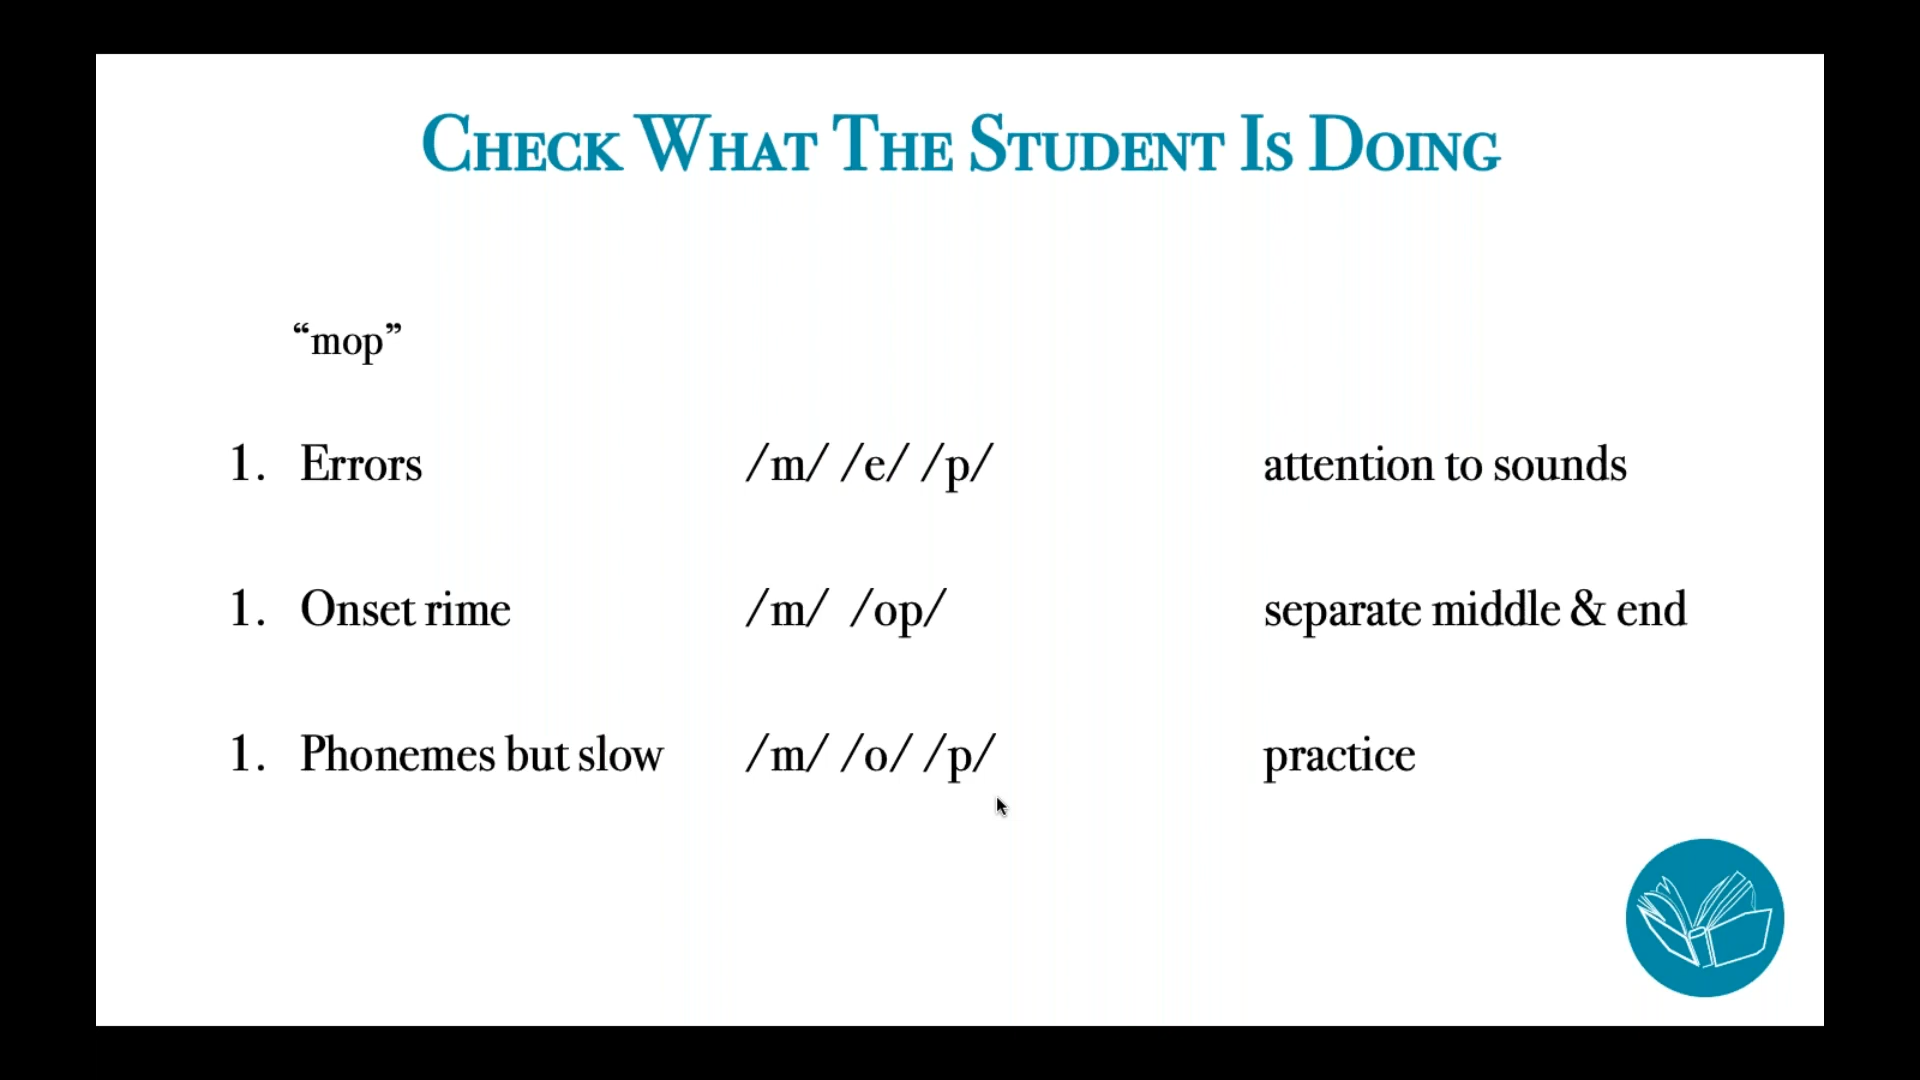 Check What The Student Is Doing
“mop”
1. Errors /m/ /e/ /p/ attention to sounds
1. Onset rime /m/ /op/ separate middle & end
1. Phonemes but slow /m/ /o/ /p/ practice